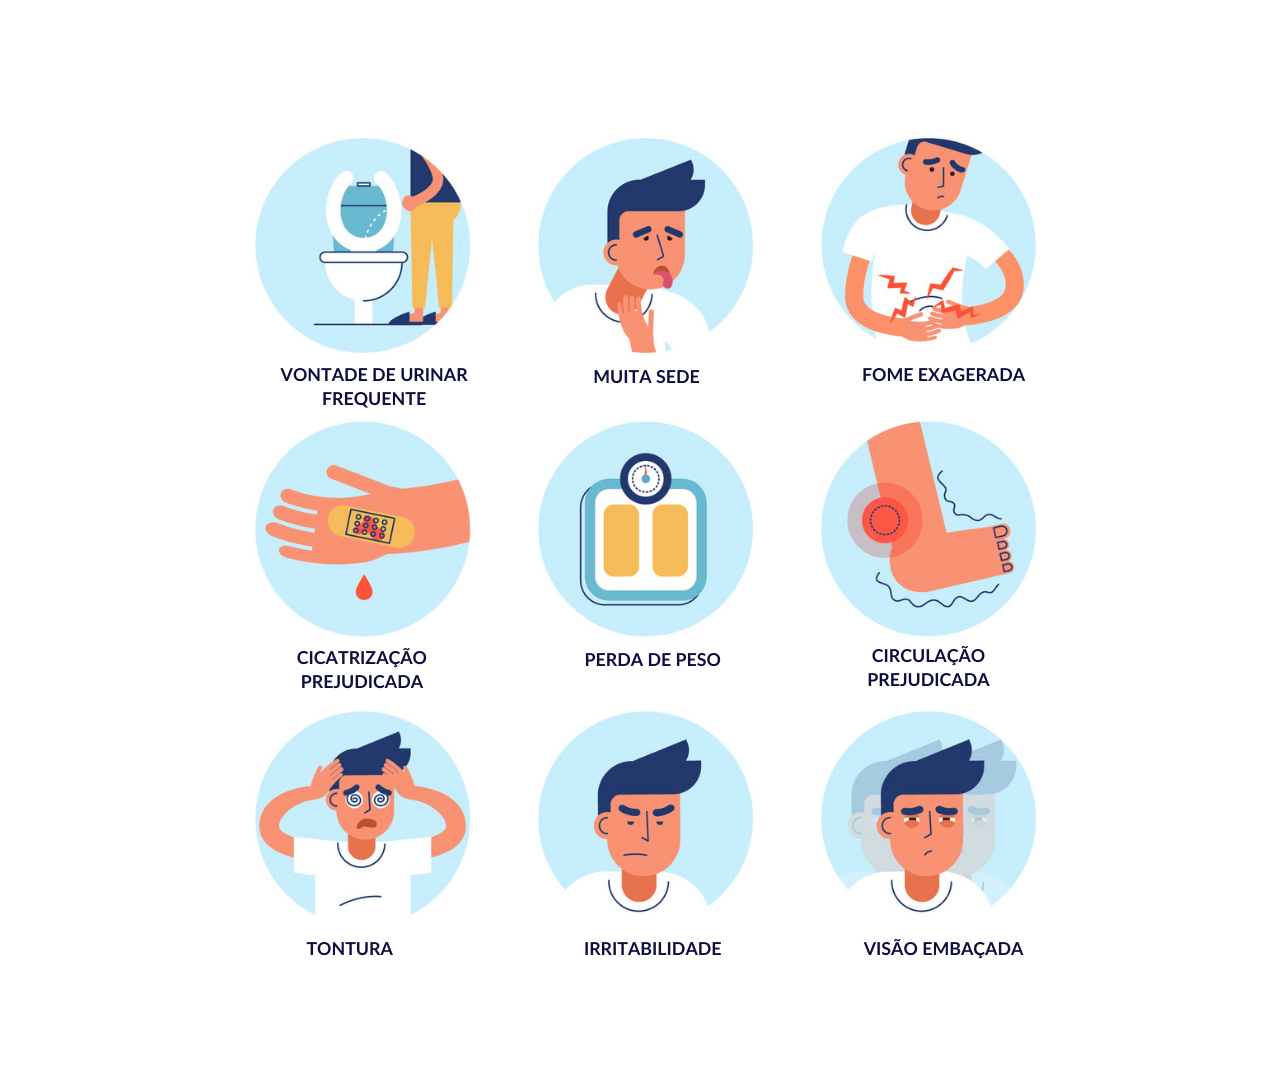 VONTADE DE URINAR
FREQUENTE
MUITA SEDE
FOME EXAGERADA
CICATRIZAÇÃO
PREJUDICADA
PERDA DE PESO
CIRCULAÇÃO
PREJUDICADA
TONTURA
IRRITABILIDADE
VISÃO EMBAÇADA